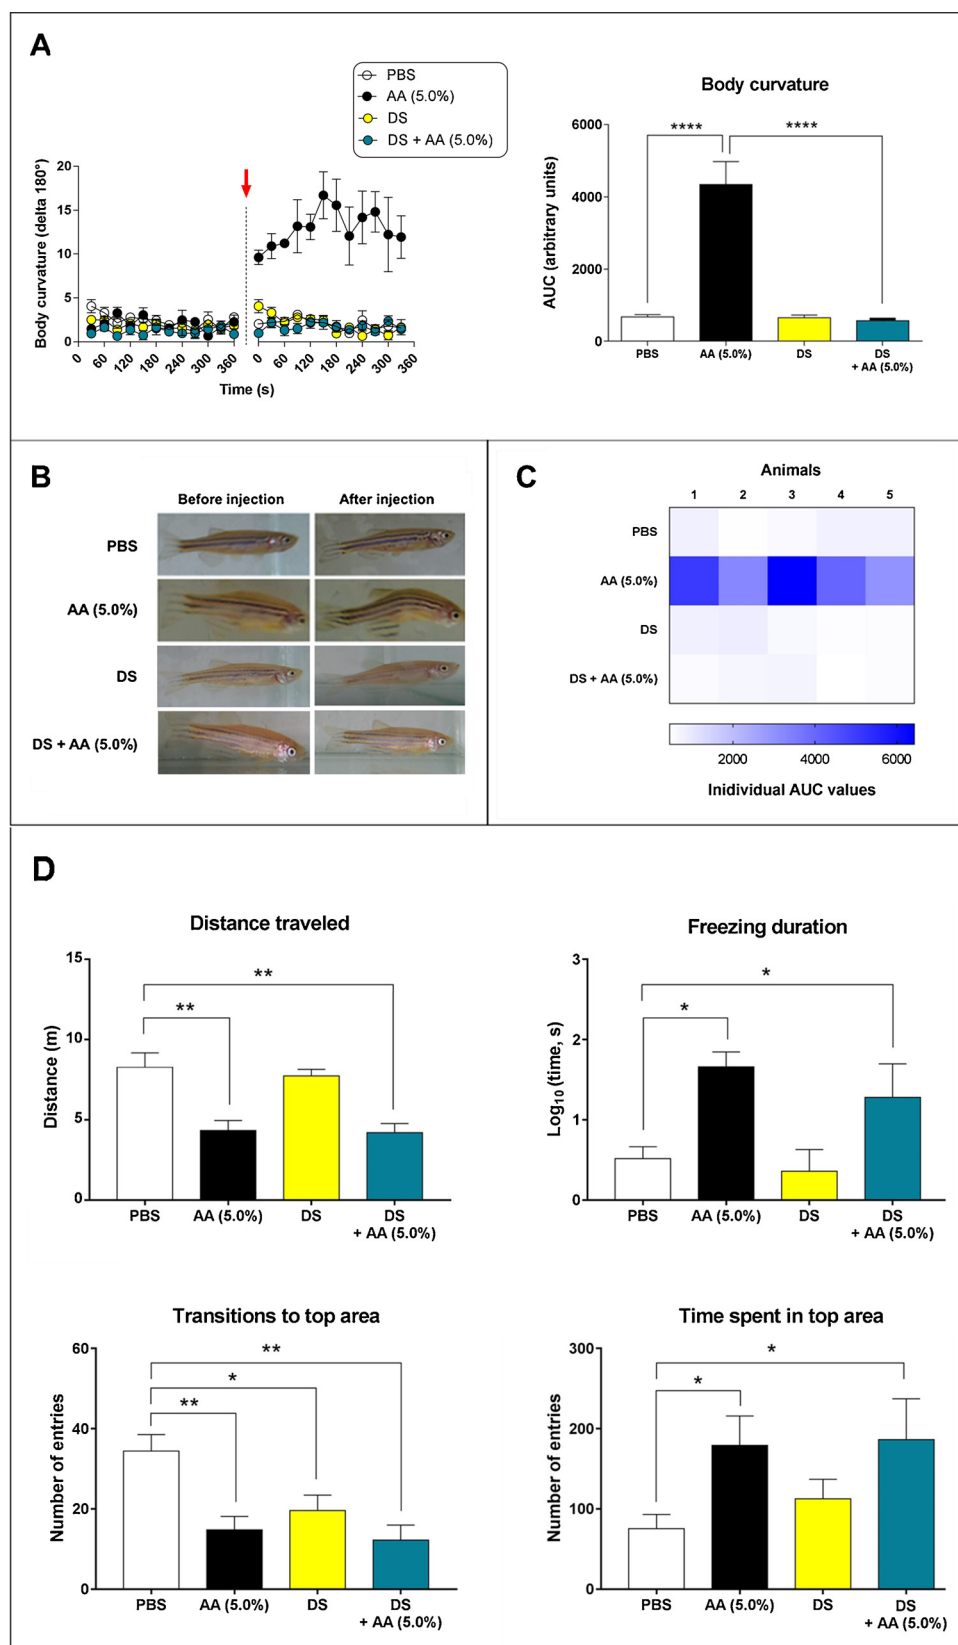 A
PBS
AA (5.0%)
DS
DS + AA (5.0%)
Body curvature (delta 180°)
20
15
10
5
0
0 60 120 180 240 300 360 0 60 120 180 240 300 360
Time (s)
Body curvature
AUC (arbitrary units)
6000
4000
2000
0
**** ****
PBS AA (5.0%) DS DS
+ AA (5.0%)
B
Before injection After injection
PBS
AA (5.0%)
DS
DS + AA (5.0%)
C
Animals
1 2 3 4 5
PBS
AA (5.0%)
DS
DS + AA (5.0%)
2000 4000 6000
Inidividual AUC values
D
Distance traveled
Distance (m)
15
10
5
0
**
**
PBS AA (5.0%) DS DS
+ AA (5.0%)
Freezing duration
Log10 (time, s)
3
2
1
0
*
*
PBS AA (5.0%) DS DS
+ AA (5.0%)
Transitions to top area
Number of entries
60
40
20
0
**
*
**
PBS AA (5.0%) DS DS
+ AA (5.0%)
Time spent in top area
Number of entries
300
200
100
0
*
*
PBS AA (5.0%) DS DS
+ AA (5.0%)